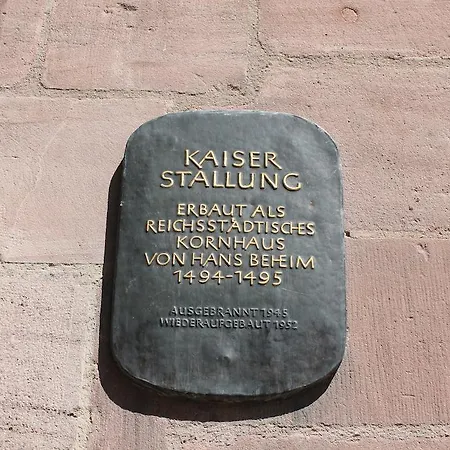 KAISER
STALLUNG
ERBAUT ALS
REICHSSTÄDTISCHES
KORNHAUS
VON HANS BEHEIM
1494-1495
AUSGEBRANNT 1945
WIEDERAUFGEBAUT 1952